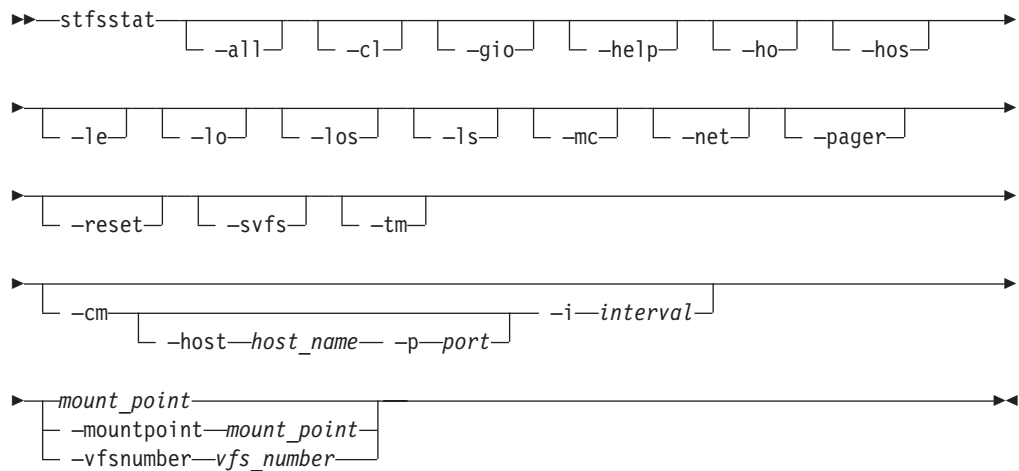 stfsstat
–all –cl –gio –help –ho –hos
–le –lo –los –ls –mc –net –pager
–reset –svfs –tm
–cm –i interval
–host host_name –p port
mount_point
–mountpoint mount_point
–vfsnumber vfs_number